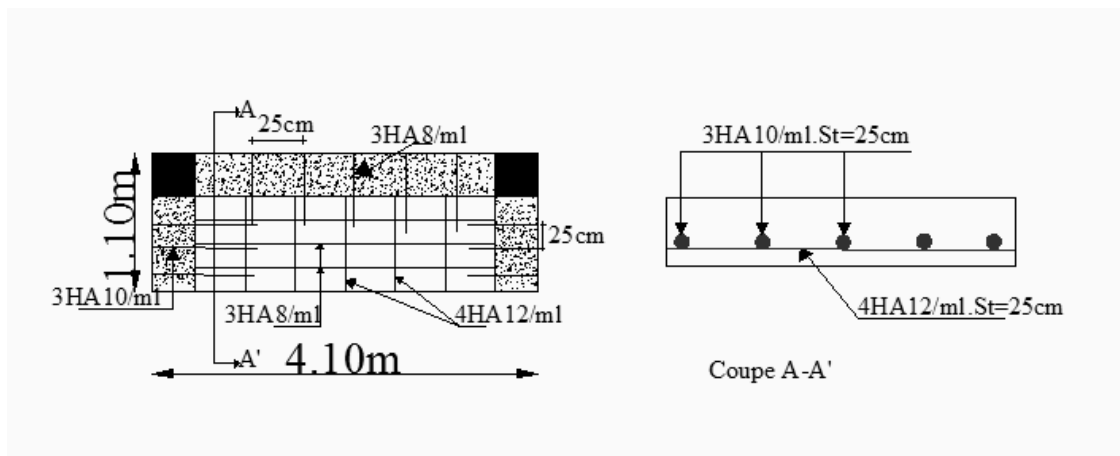 A
25cm
3HA8/ml
1.10m
25cm
3HA10/ml
3HA8/ml
4HA12/ml
A'
4.10m
3HA10/ml.St=25cm
4HA12/ml.St=25cm
Coupe A-A'